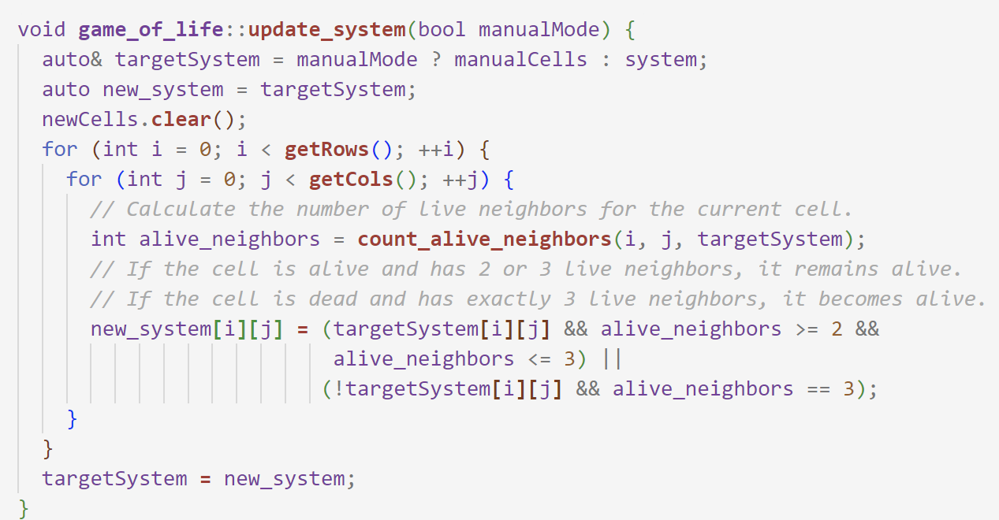 void game_of_life::update_system(bool manualMode) {
  auto& targetSystem = manualMode ? manualCells : system;
  auto new_system = targetSystem;
  newCells.clear();
  for (int i = 0; i < getRows(); ++i) {
    for (int j = 0; j < getCols(); ++j) {
      // Calculate the number of live neighbors for the current cell.
      int alive_neighbors = count_alive_neighbors(i, j, targetSystem);
      // If the cell is alive and has 2 or 3 live neighbors, it remains alive.
      // If the cell is dead and has exactly 3 live neighbors, it becomes alive.
      new_system[i][j] = (targetSystem[i][j] && alive_neighbors >= 2 &&
                          alive_neighbors <= 3) ||
                         (!targetSystem[i][j] && alive_neighbors == 3);
    }
  }
  targetSystem = new_system;
}